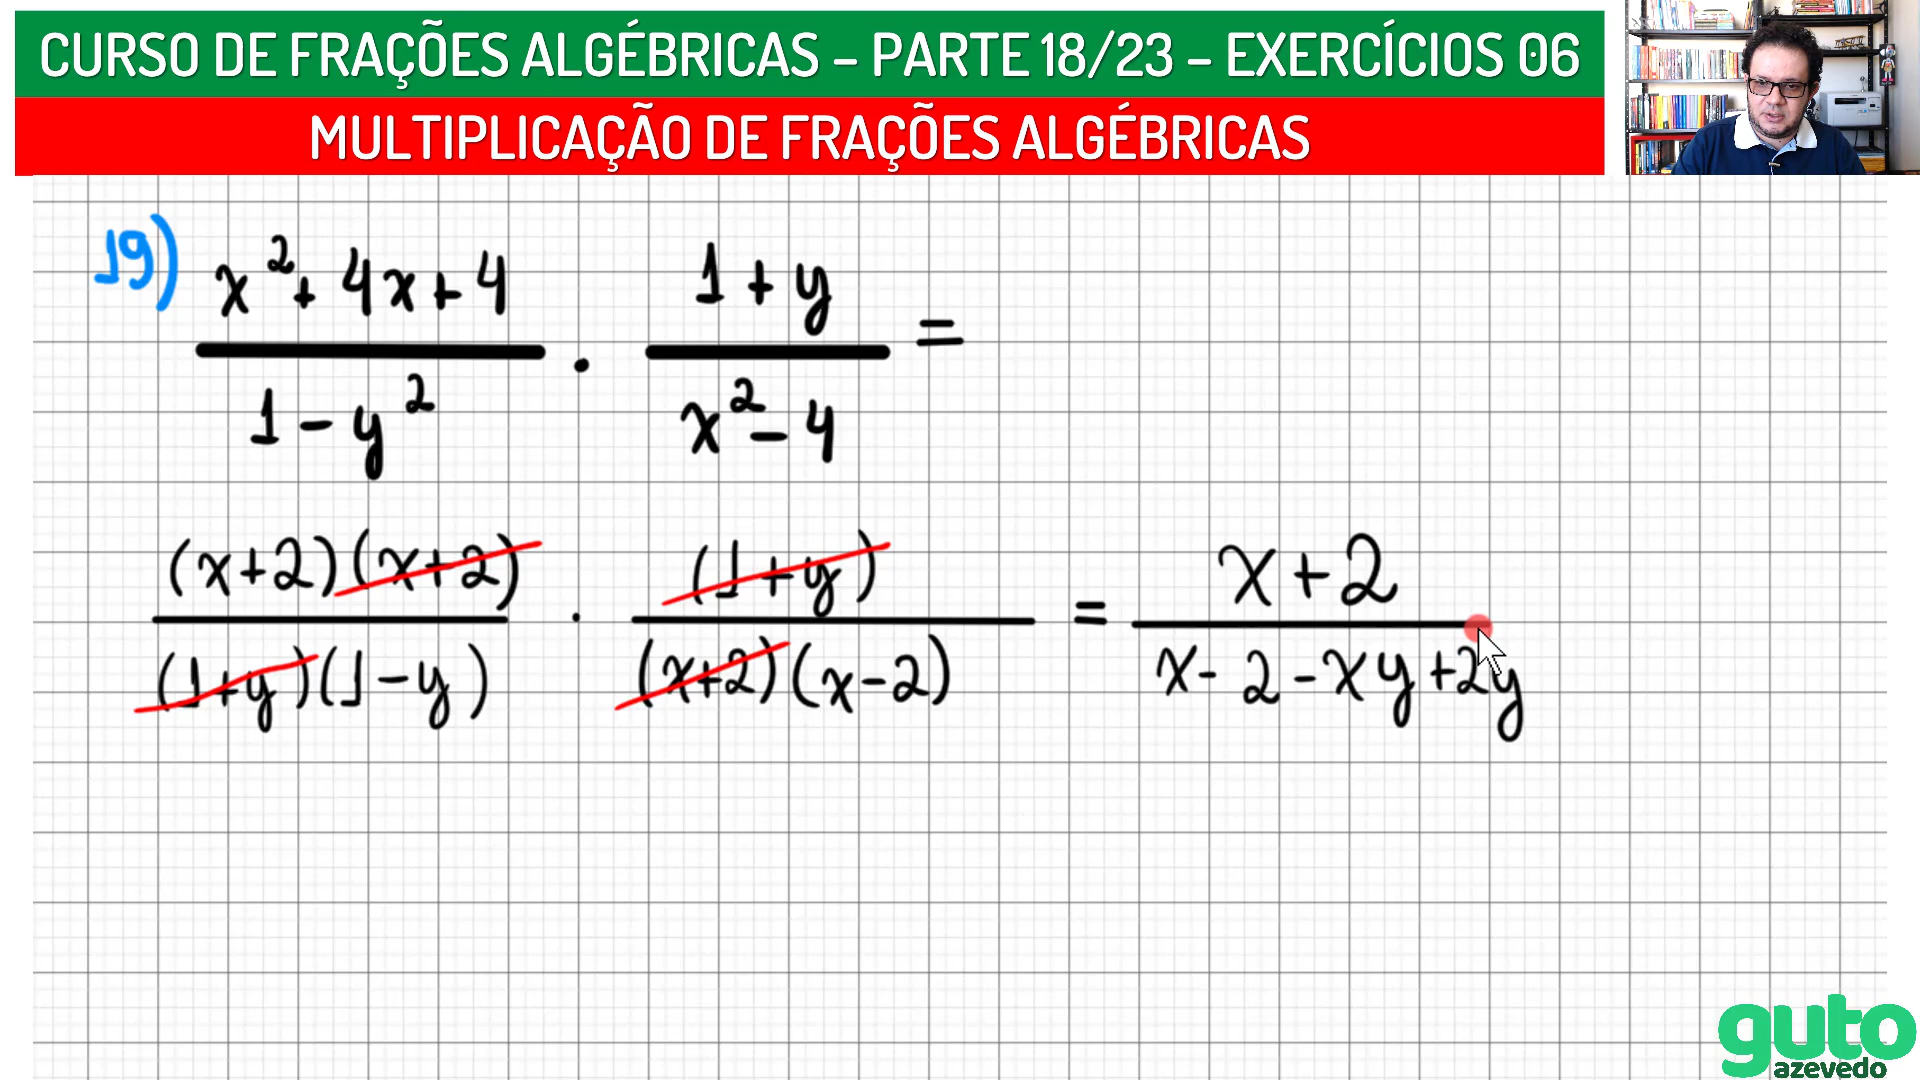 CURSO DE FRAÇÕES ALGÉBRICAS – PARTE 18/23 – EXERCÍCIOS 06
MULTIPLICAÇÃO DE FRAÇÕES ALGÉBRICAS
19)
x² + 4x + 4
1 + y
. =
1 - y²
x² - 4
(x+2)(x+2)
(1+y)
x+2
. =
(1+y)(1-y)
(x+2)(x-2)
x - 2 - xy + 2y
guto
azevedo